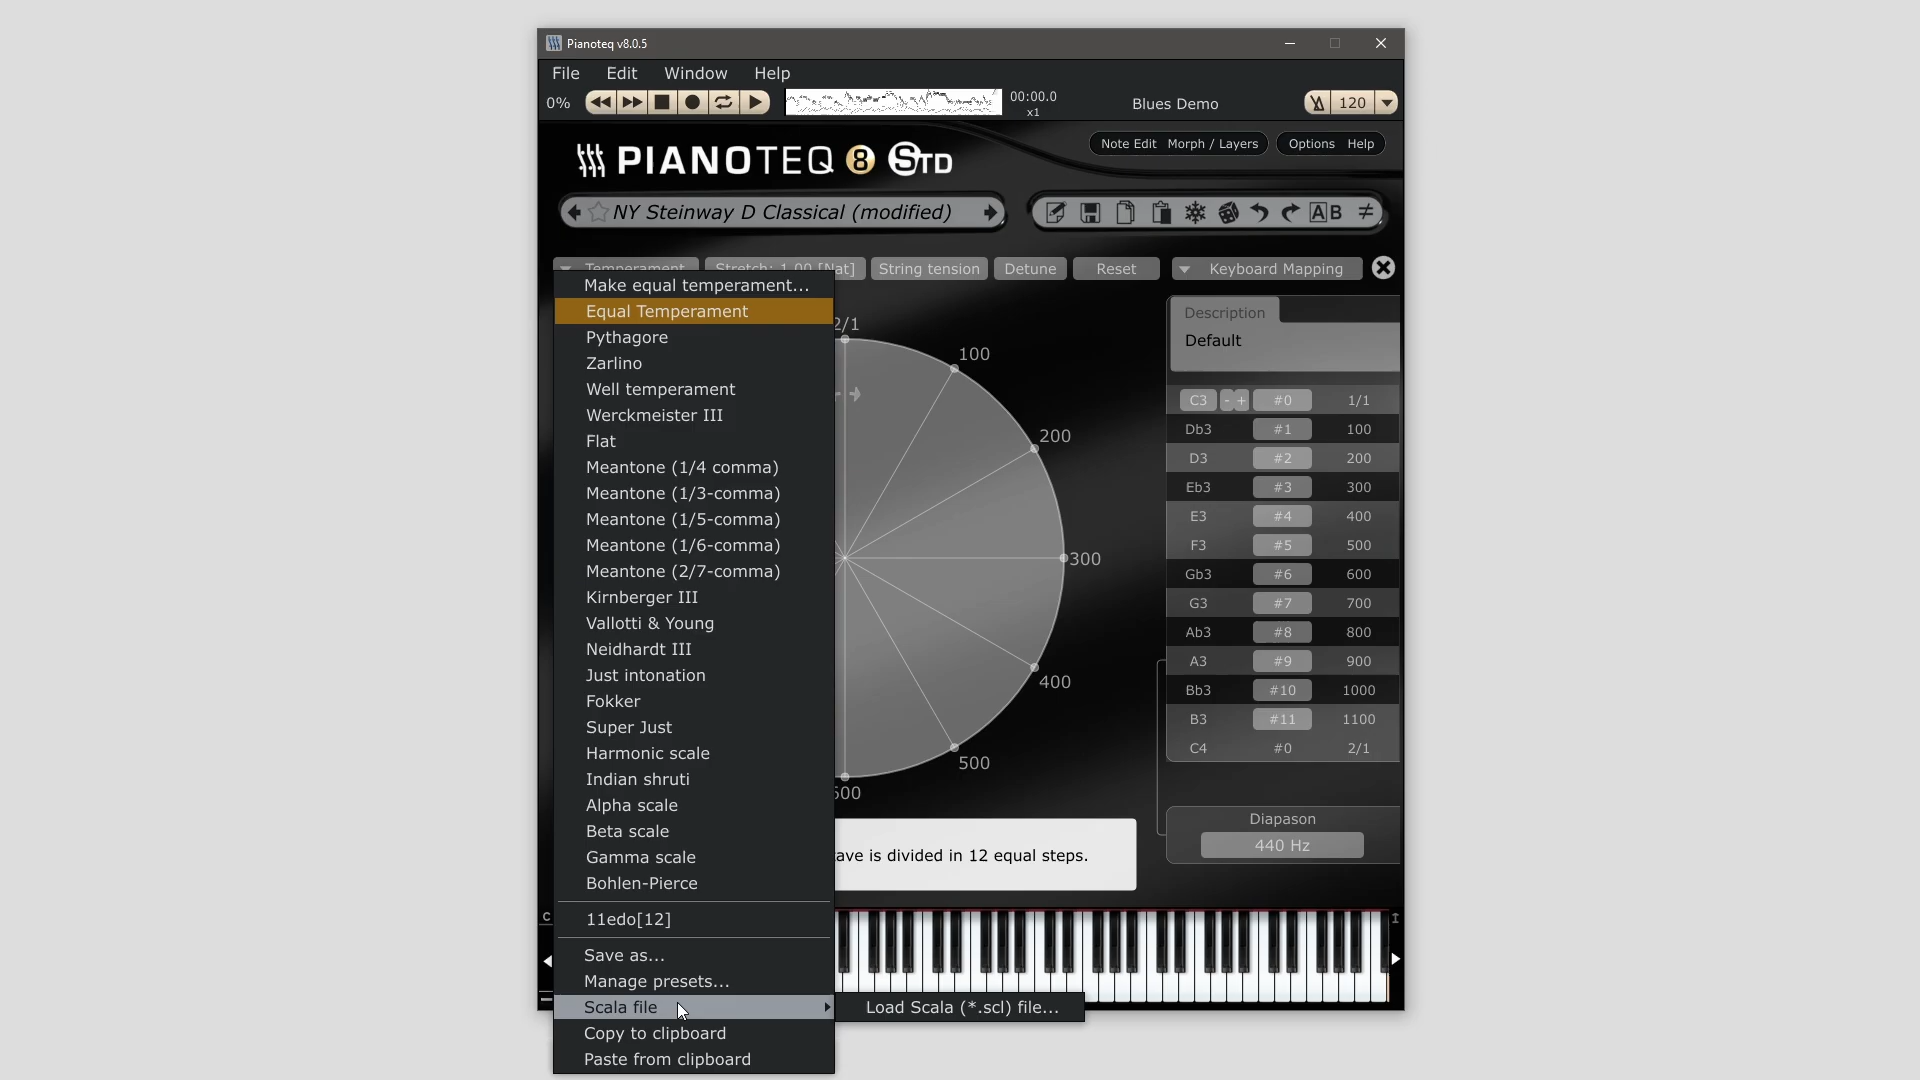 Pianoteq v8.0.5
File Edit Window Help
0%
00:00.0
x1
Blues Demo
120
Note Edit Morph / Layers
Options Help
PIANOTEQ 8 STD
NY Steinway D Classical (modified)
AB
Temperament
Stretch: 1.00 [Nat]
String tension
Detune
Reset
Keyboard Mapping
Make equal temperament...
Equal Temperament
Pythagore
Zarlino
Well temperament
Werckmeister III
Flat
Meantone (1/4 comma)
Meantone (1/3-comma)
Meantone (1/5-comma)
Meantone (1/6-comma)
Meantone (2/7-comma)
Kirnberger III
Vallotti & Young
Neidhardt III
Just intonation
Fokker
Super Just
Harmonic scale
Indian shruti
Alpha scale
Beta scale
Gamma scale
Bohlen-Pierce
11edo[12]
Save as...
Manage presets...
Scala file
Load Scala (*.scl) file...
Copy to clipboard
Paste from clipboard
2/1
100
200
300
400
500
is divided in 12 equal steps.
Description
Default
C3 - + #0 1/1
Db3 #1 100
D3 #2 200
Eb3 #3 300
E3 #4 400
F3 #5 500
Gb3 #6 600
G3 #7 700
Ab3 #8 800
A3 #9 900
Bb3 #10 1000
B3 #11 1100
C4 #0 2/1
Diapason
440 Hz
C